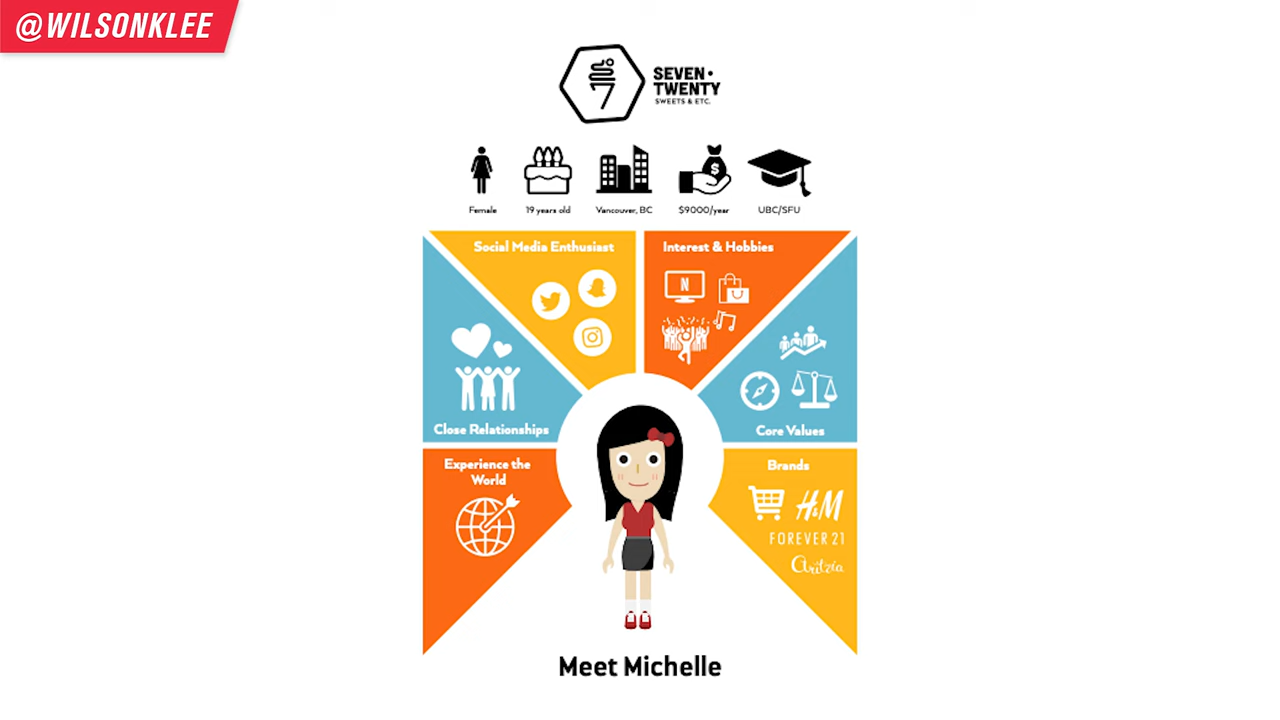 @WILSONKLEE
7
SEVEN •
TWENTY
SWEETS & ETC.
Female
19 years old
Vancouver, BC
$
$9000/year
UBC/SFU
Social Media Enthusiast
Interest & Hobbies
N
Close Relationships
Core Values
Experience the
World
Brands
H&M
FOREVER 21
Aritzia
Meet Michelle